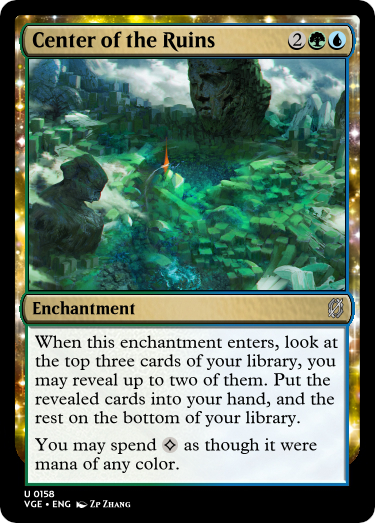 Center of the Ruins 2
Enchantment
When this enchantment enters, look at
the top three cards of your library, you
may reveal up to two of them. Put the
revealed cards into your hand, and the
rest on the bottom of your library.
You may spend as though it were
mana of any color.
U 0158
VGE • ENG Zp Zhang